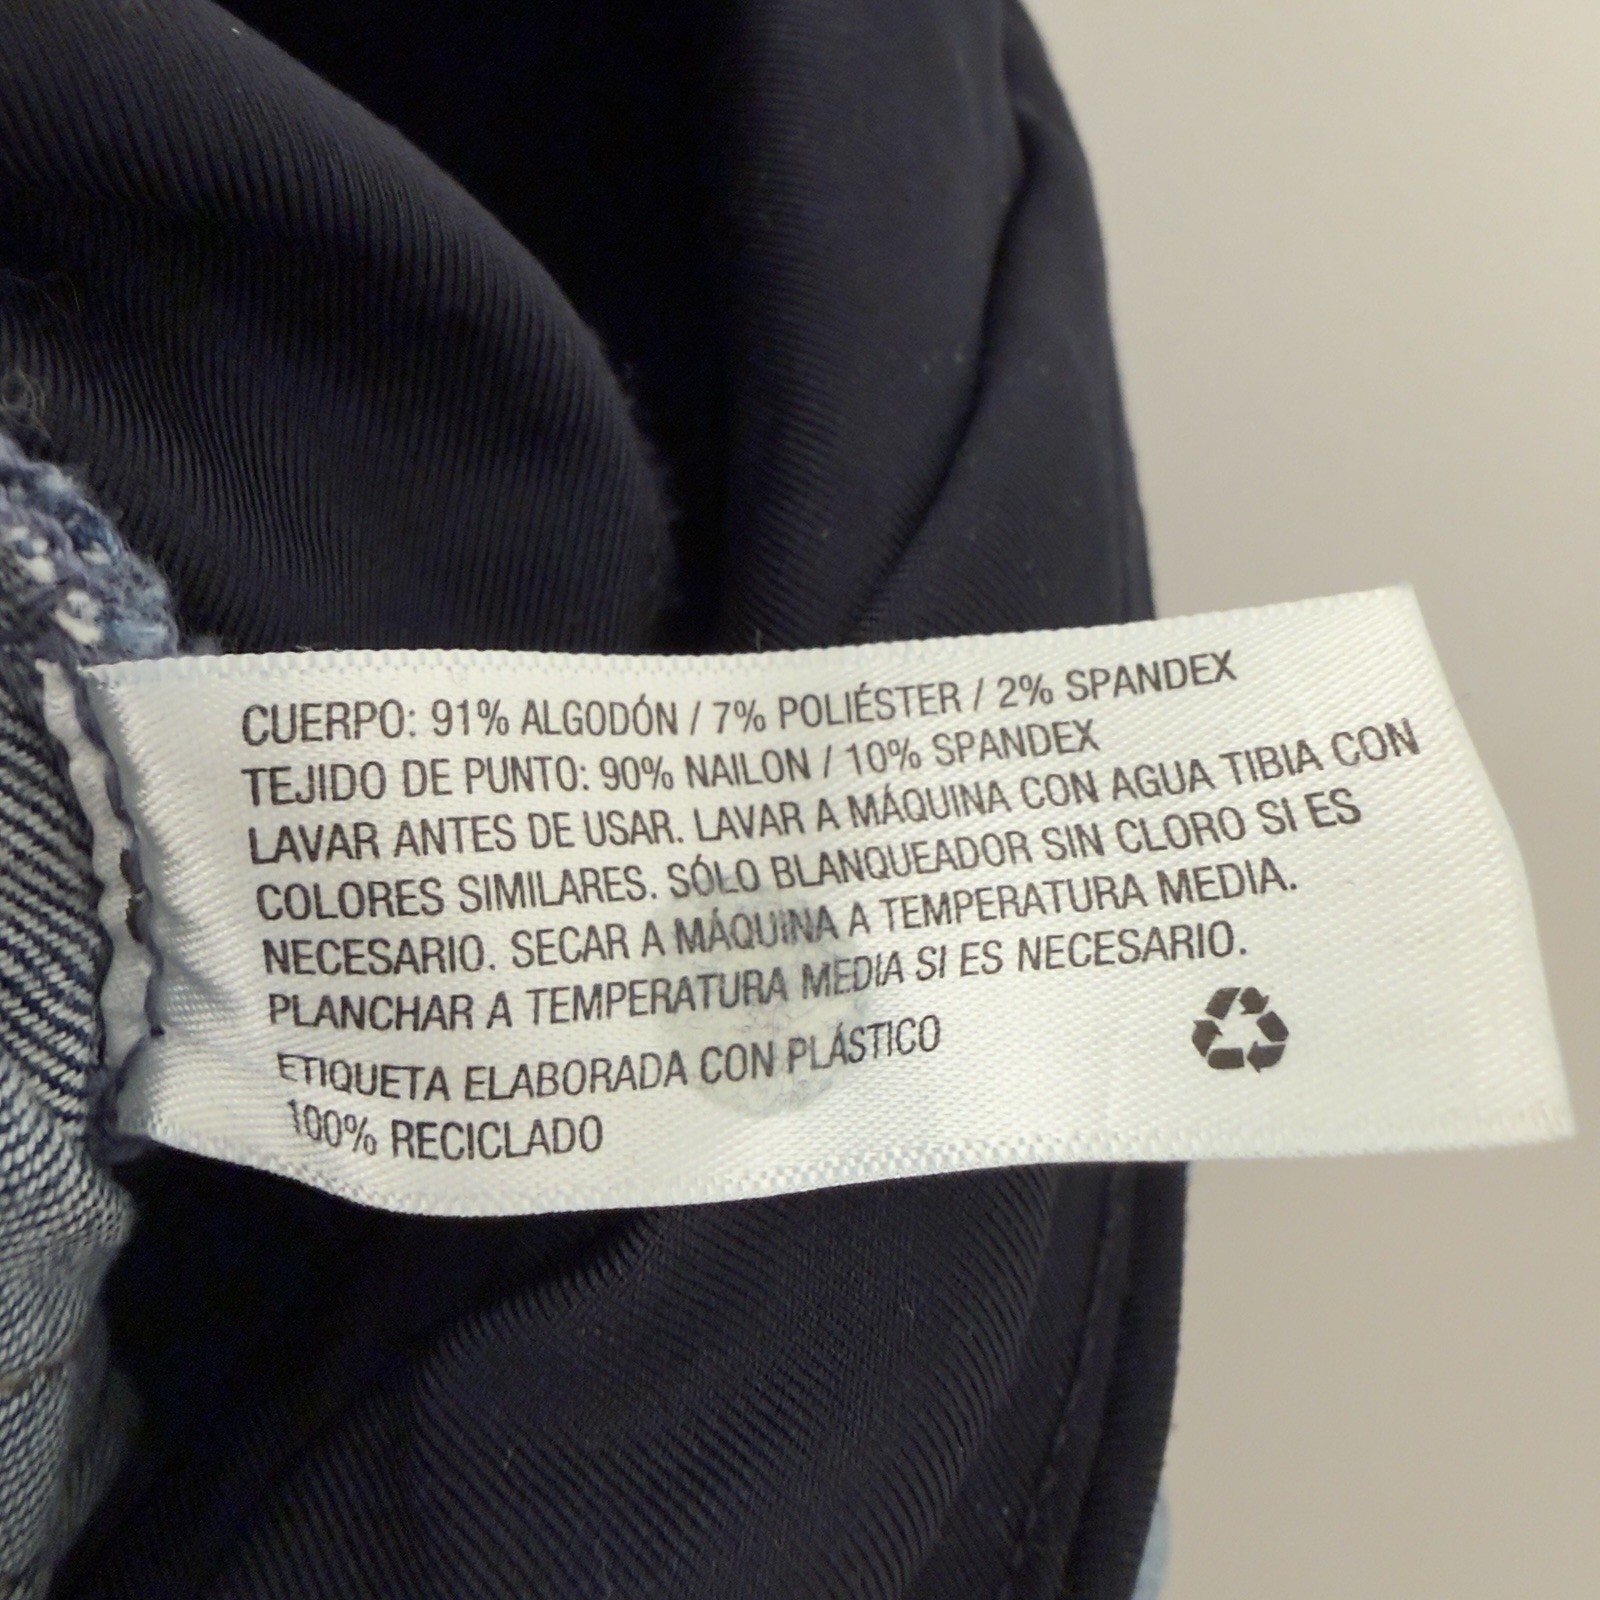 CUERPO: 91% ALGODÓN / 7% POLIÉSTER / 2% SPANDEX
TEJIDO DE PUNTO: 90% NAILON / 10% SPANDEX
LAVAR ANTES DE USAR. LAVAR A MÁQUINA CON AGUA TIBIA CON
COLORES SIMILARES. SÓLO BLANQUEADOR SIN CLORO SI ES
NECESARIO. SECAR A MÁQUINA A TEMPERATURA MEDIA.
PLANCHAR A TEMPERATURA MEDIA SI ES NECESARIO.
ETIQUETA ELABORADA CON PLÁSTICO
100% RECICLADO